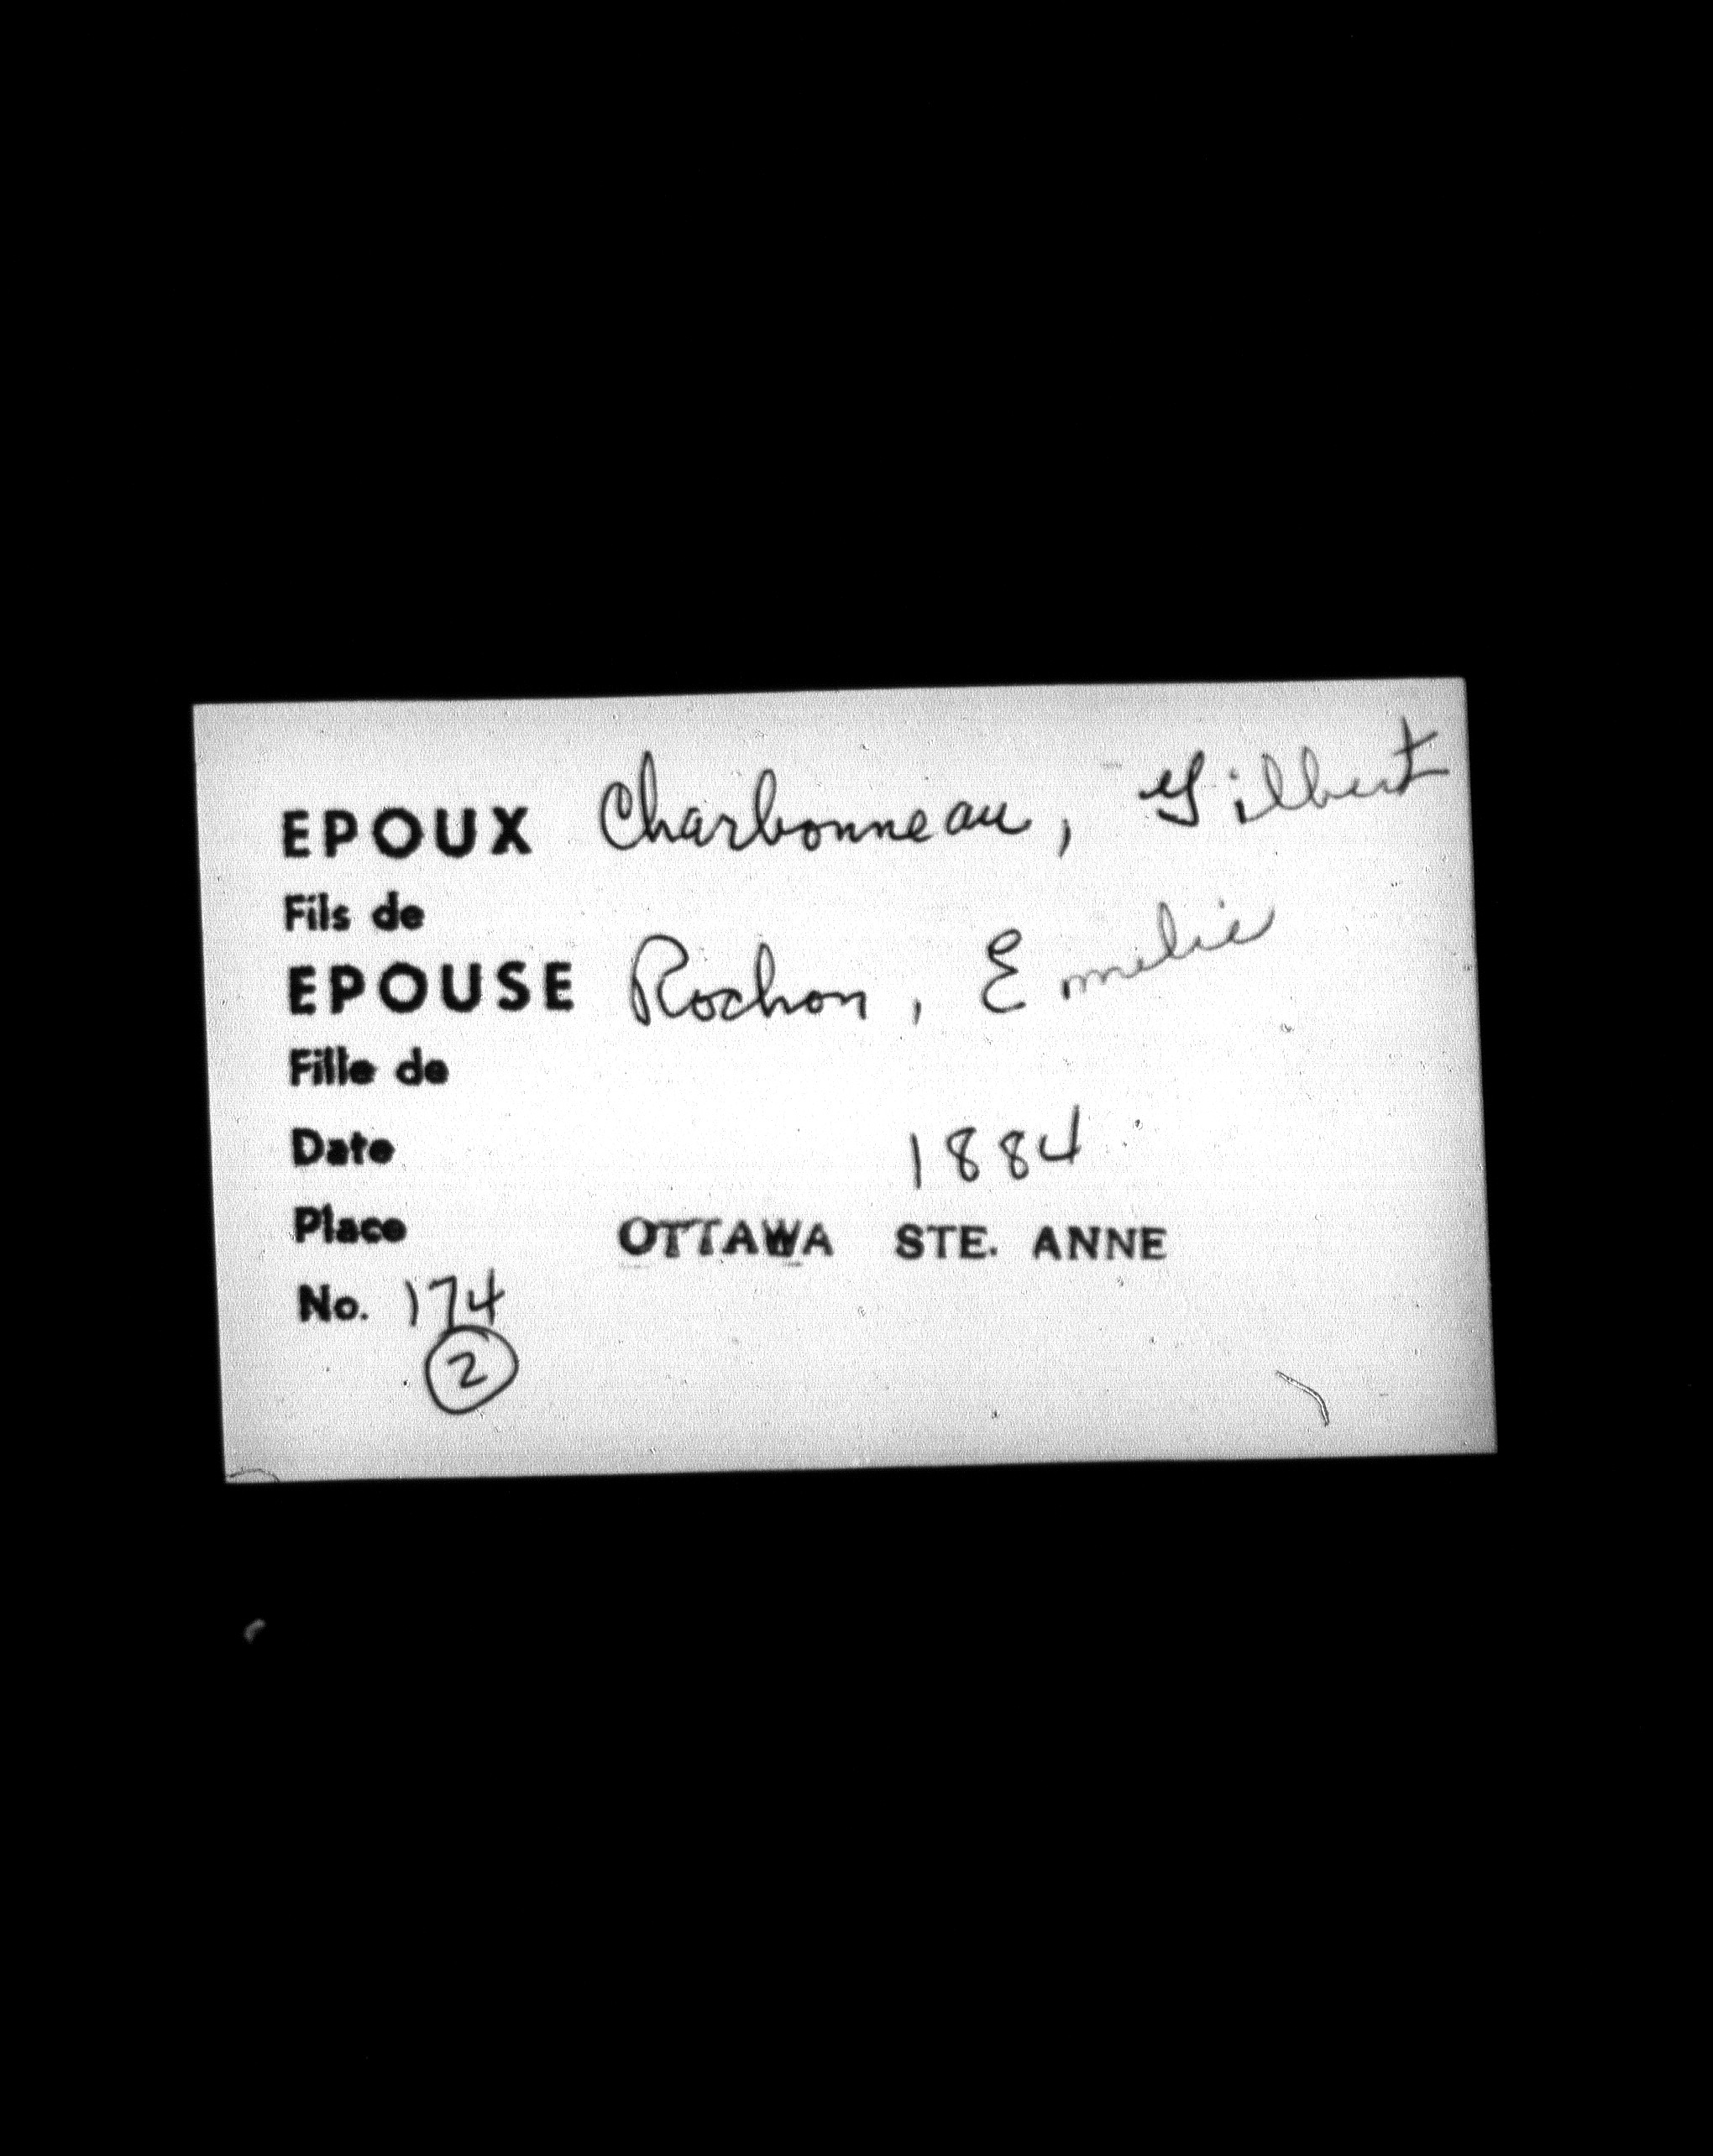 EPOUX Charbonneau, Gilbert
Fils de
EPOUSE Rochon, Emelie
Fille de
Date 1884
Place OTTAWA STE. ANNE
No. 174
2